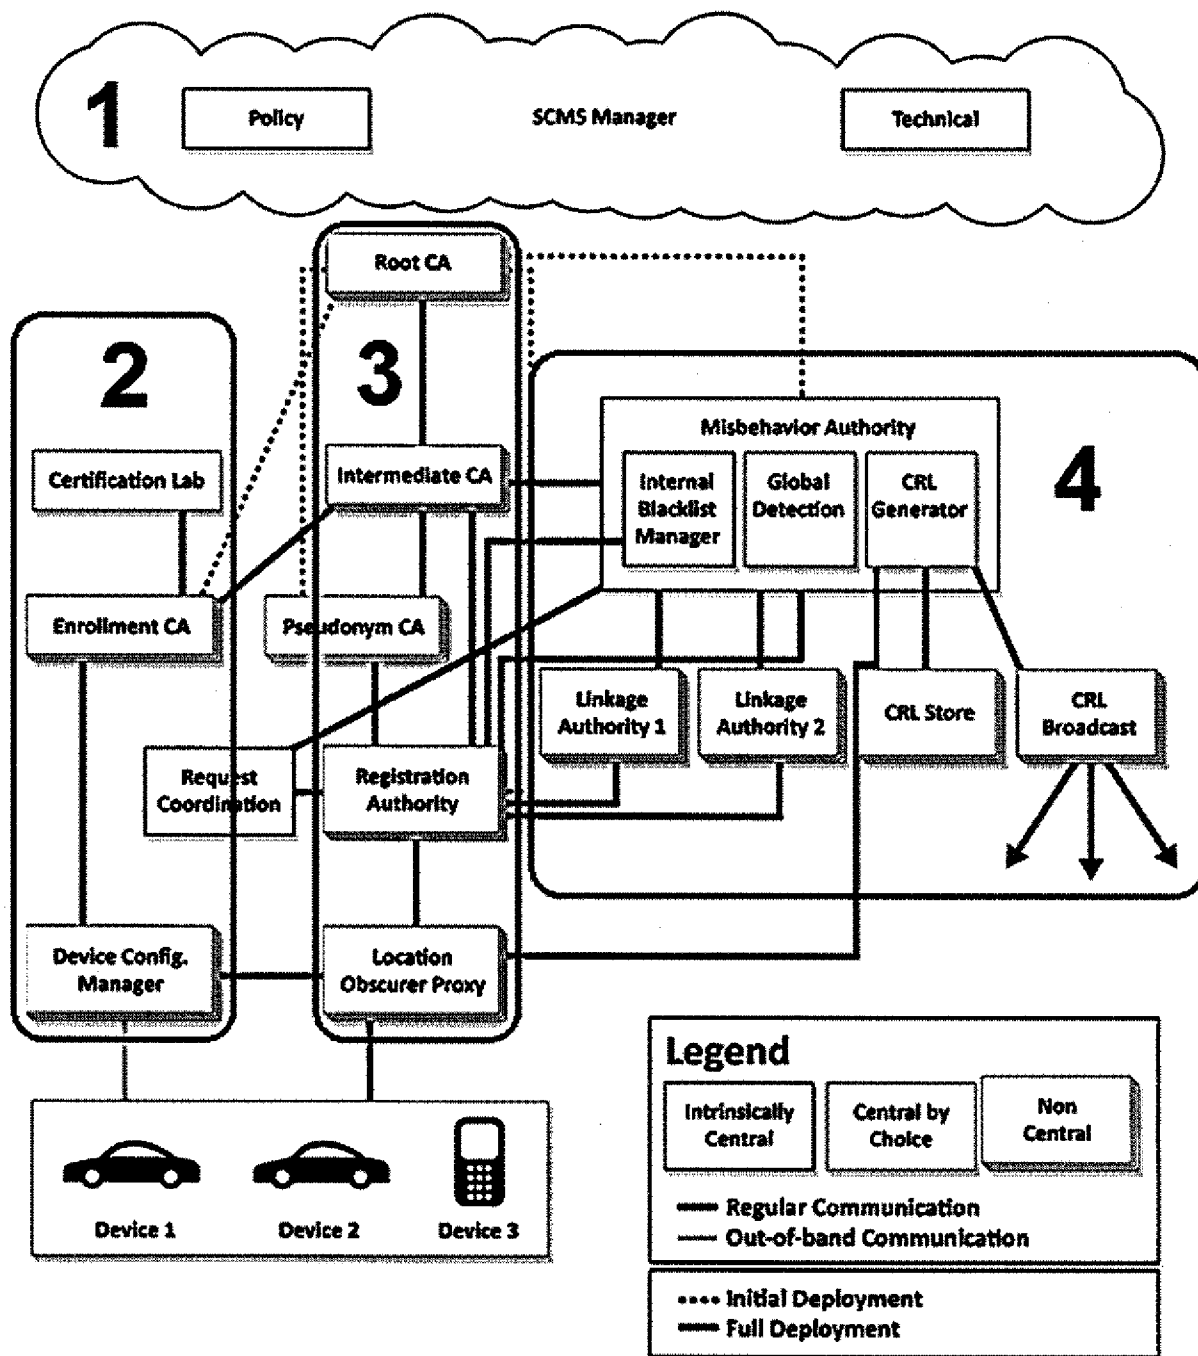 1
Policy
SCMS Manager
Technical
Root CA
2
3
Misbehavior Authority
4
Certification Lab
Intermediate CA
Internal
Blacklist
Manager
Global
Detection
CRL
Generator
Enrollment CA
Pseudonym CA
Linkage
Authority 1
Linkage
Authority 2
CRL Store
CRL
Broadcast
Request
Coordination
Registration
Authority
Device Config.
Manager
Location
Obscurer Proxy
Legend
Intrinsically
Central
Central by
Choice
Non
Central
Regular Communication
Out-of-band Communication
Device 1
Device 2
Device 3
Initial Deployment
Full Deployment